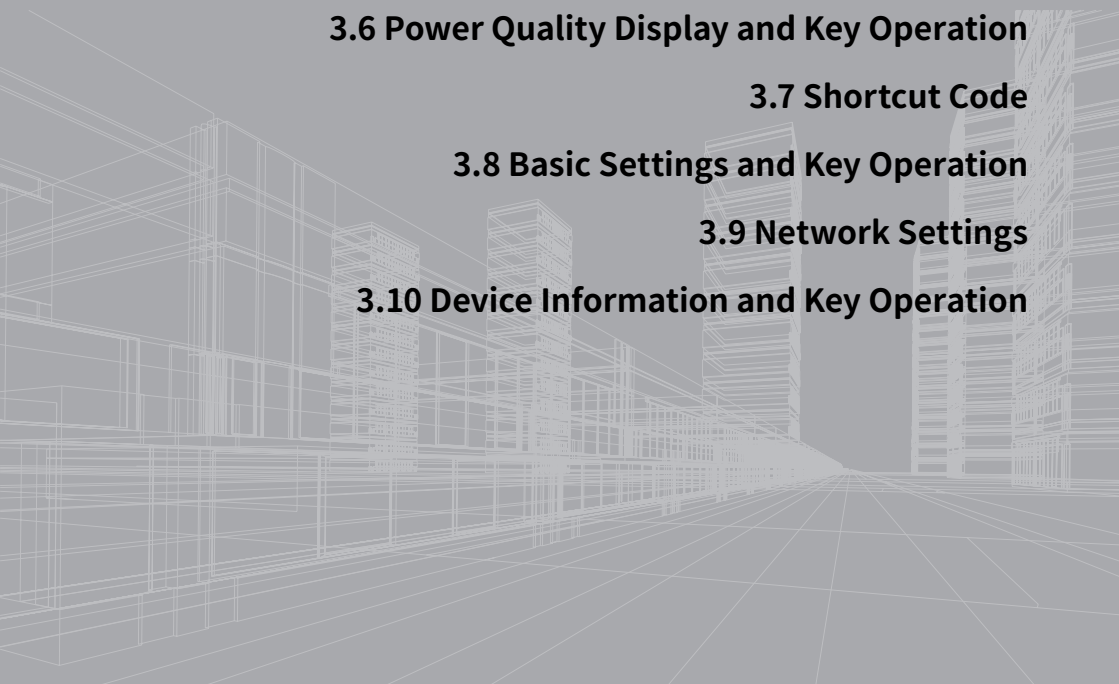 3.6 Power Quality Display and Key Operation
3.7 Shortcut Code
3.8 Basic Settings and Key Operation
3.9 Network Settings
3.10 Device Information and Key Operation